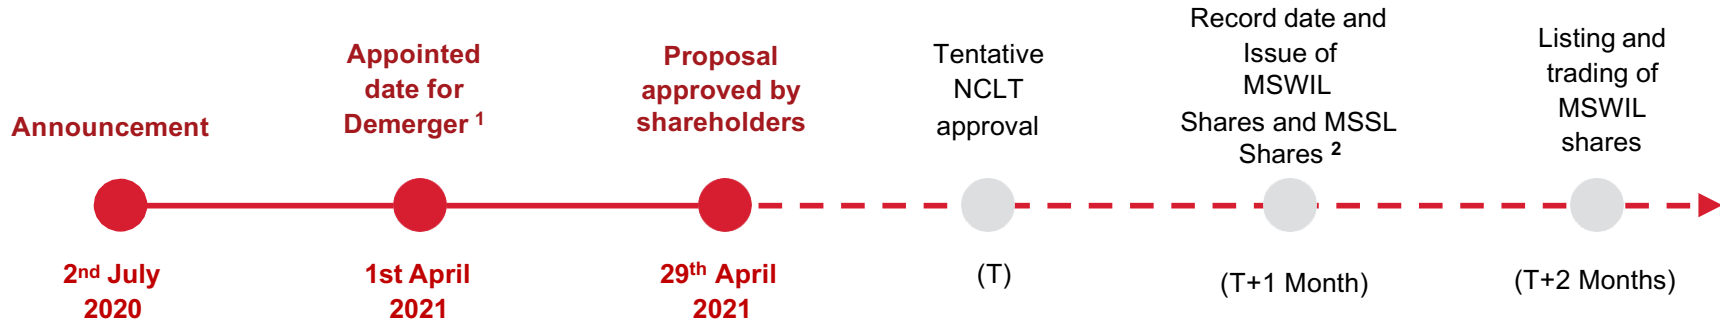 Announcement
2nd July
2020
Appointed
date for
Demerger 1
1st April
2021
Proposal
approved by
shareholders
29th April
2021
Tentative
NCLT
approval
(T)
Record date and
Issue of
MSWIL
Shares and MSSL
Shares 2
(T+1 Month)
Listing and
trading of
MSWIL
shares
(T+2 Months)